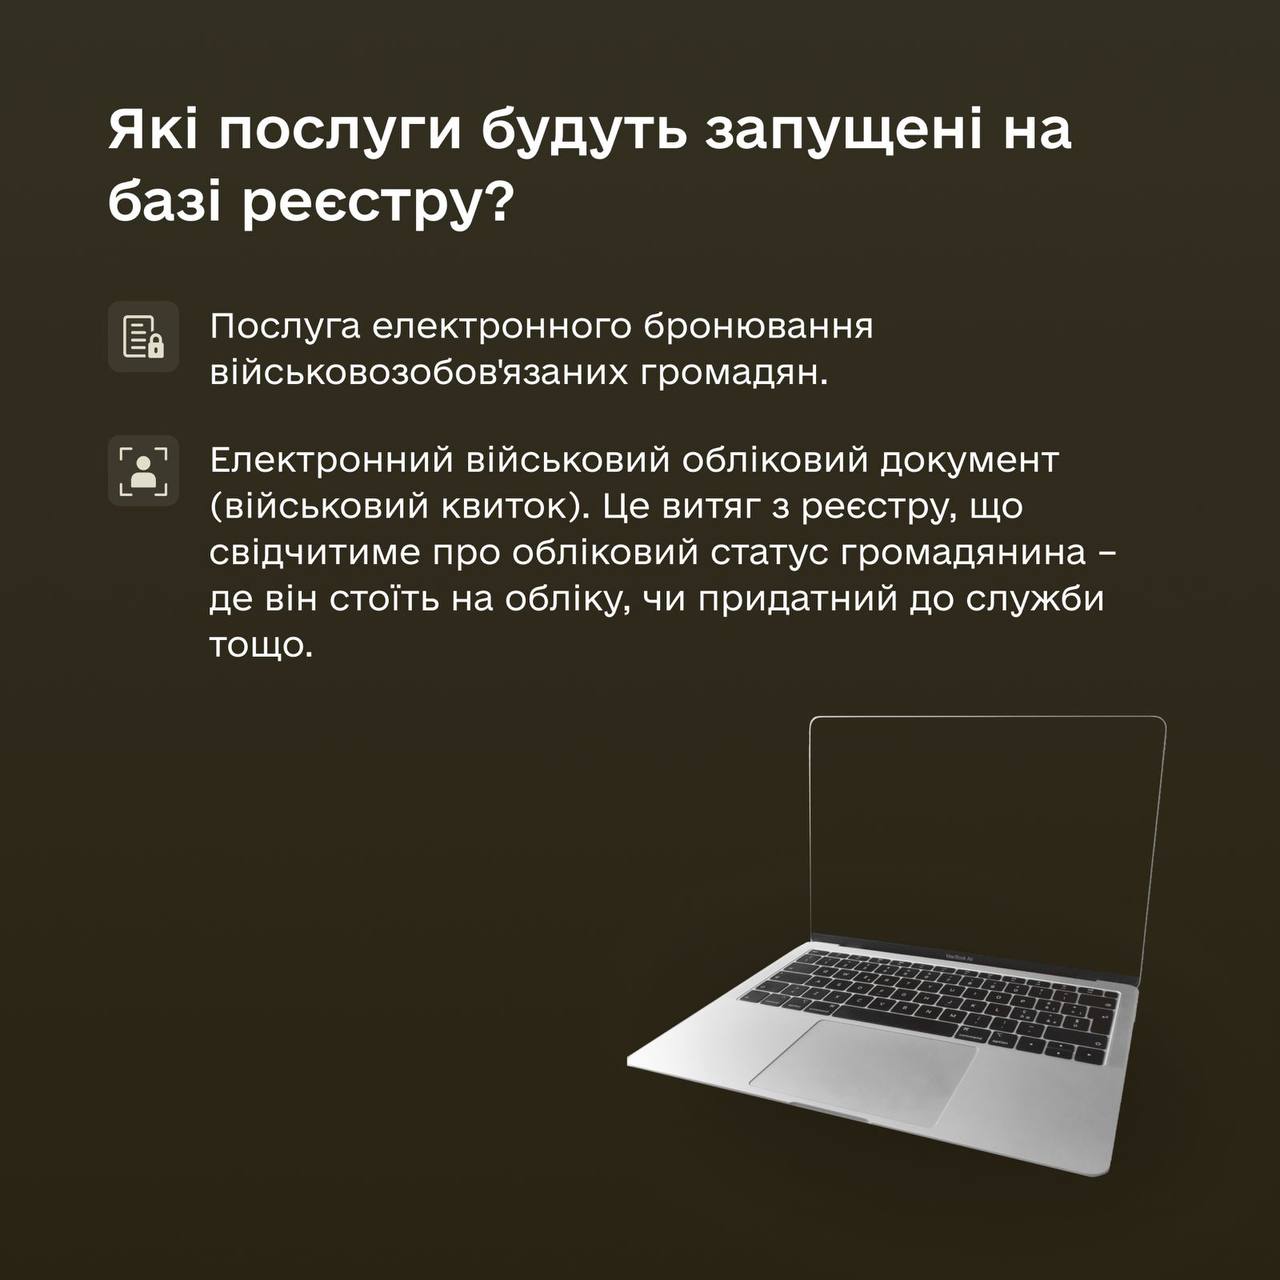 Які послуги будуть запущені на
базі реєстру?
Послуга електронного бронювання
військовозобов'язаних громадян.
Електронний військовий обліковий документ
(військовий квиток). Це витяг з реєстру, що
свідчитиме про обліковий статус громадянина –
де він стоїть на обліку, чи придатний до служби
тощо.
MacBook Air